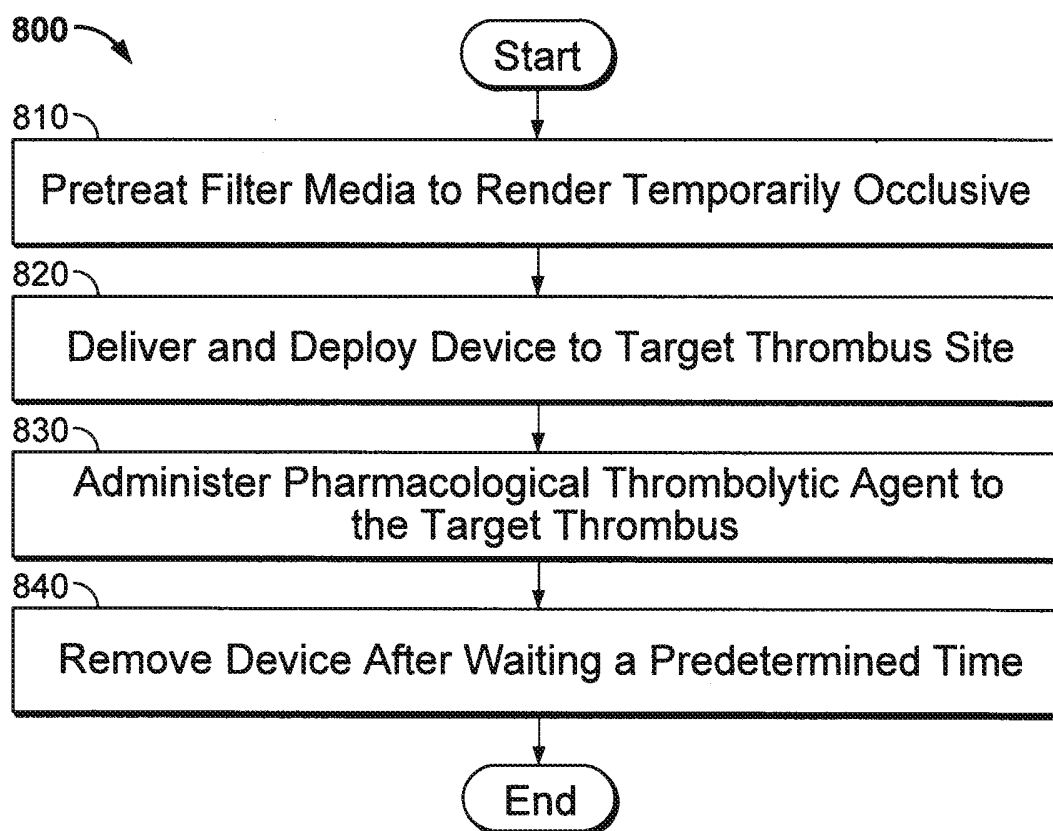 800
Start
810
Pretreat Filter Media to Render Temporarily Occlusive
820
Deliver and Deploy Device to Target Thrombus Site
830
Administer Pharmacological Thrombolytic Agent to
the Target Thrombus
840
Remove Device After Waiting a Predetermined Time
End